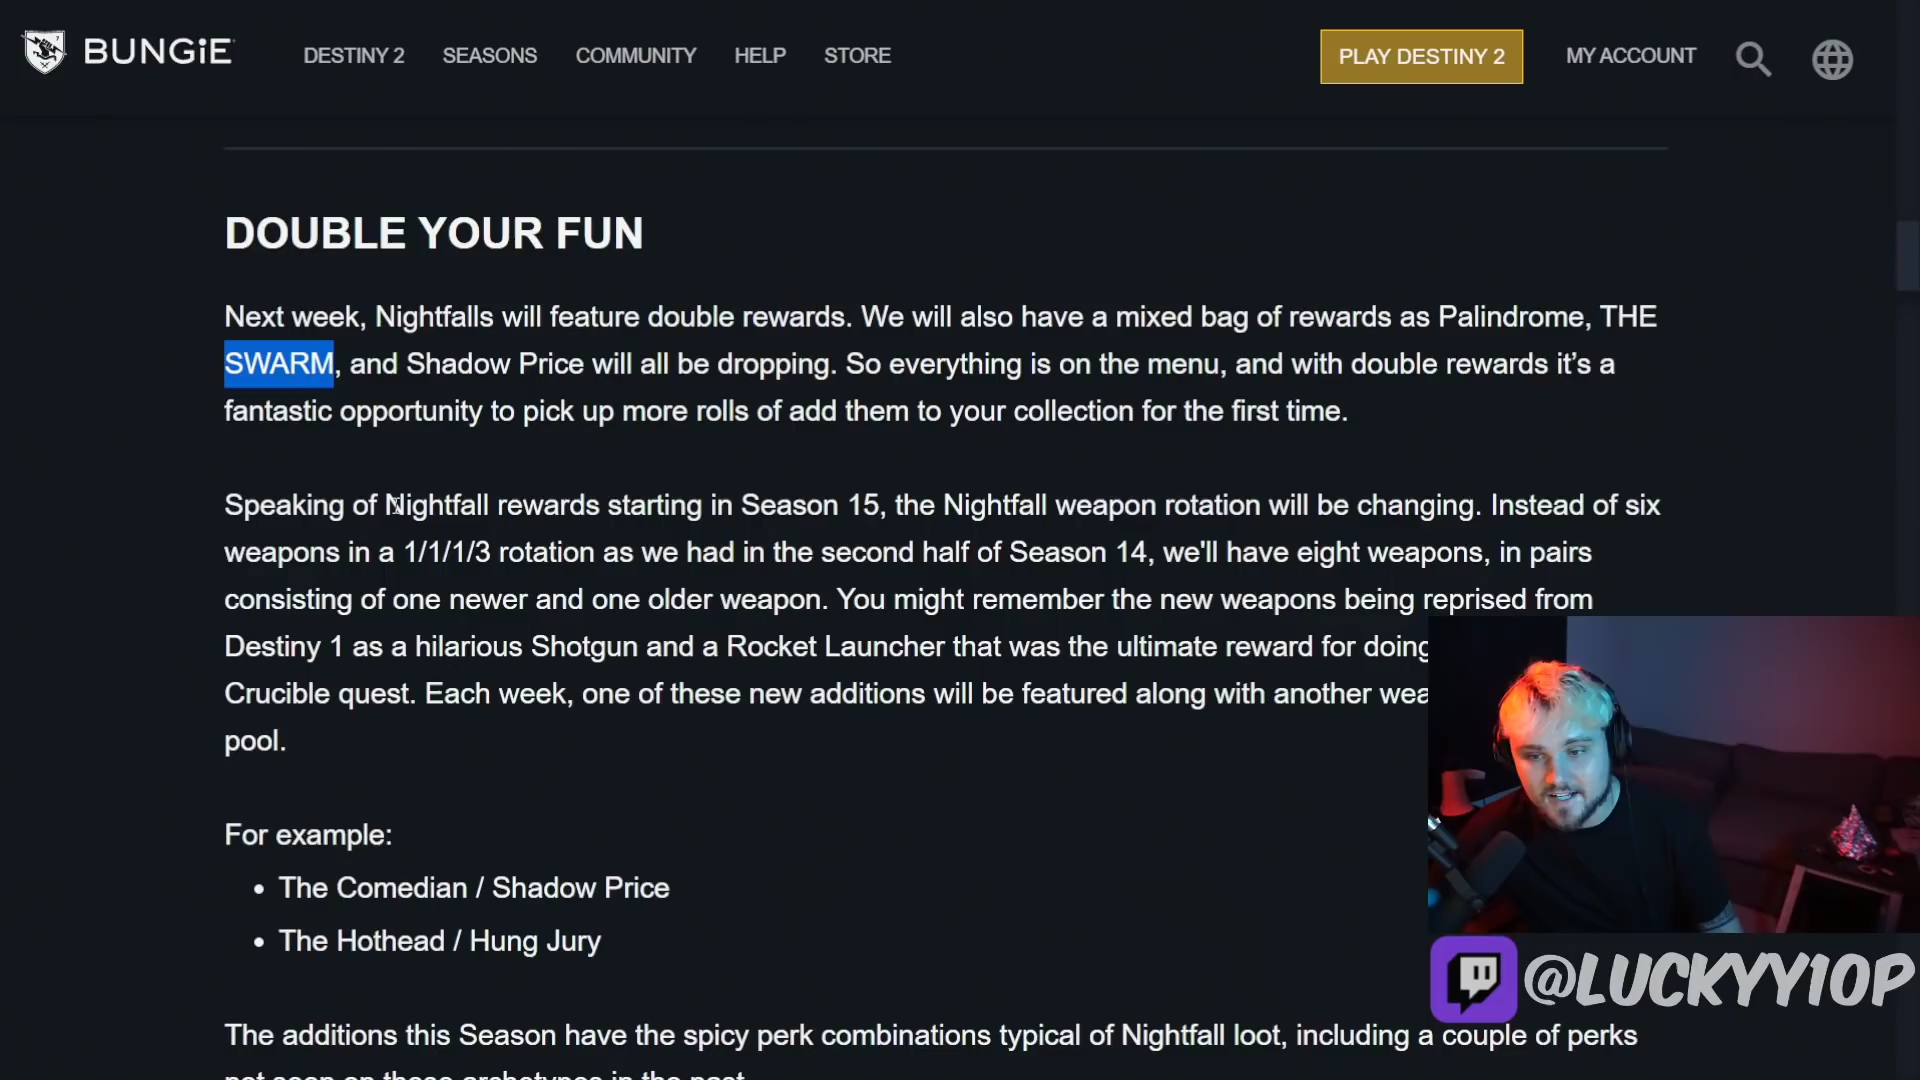 BUNGiE
DESTINY 2 SEASONS COMMUNITY HELP STORE
PLAY DESTINY 2
MY ACCOUNT
DOUBLE YOUR FUN
Next week, Nightfalls will feature double rewards. We will also have a mixed bag of rewards as Palindrome, THE
SWARM, and Shadow Price will all be dropping. So everything is on the menu, and with double rewards it’s a
fantastic opportunity to pick up more rolls of add them to your collection for the first time.
Speaking of Nightfall rewards starting in Season 15, the Nightfall weapon rotation will be changing. Instead of six
weapons in a 1/1/1/3 rotation as we had in the second half of Season 14, we'll have eight weapons, in pairs
consisting of one newer and one older weapon. You might remember the new weapons being reprised from
Destiny 1 as a hilarious Shotgun and a Rocket Launcher that was the ultimate reward for doing
Crucible quest. Each week, one of these new additions will be featured along with another
pool.
For example:
• The Comedian / Shadow Price
• The Hothead / Hung Jury
@LUCKYY10P
The additions this Season have the spicy perk combinations typical of Nightfall loot, including a couple of perks
not seen on these archetypes in the past